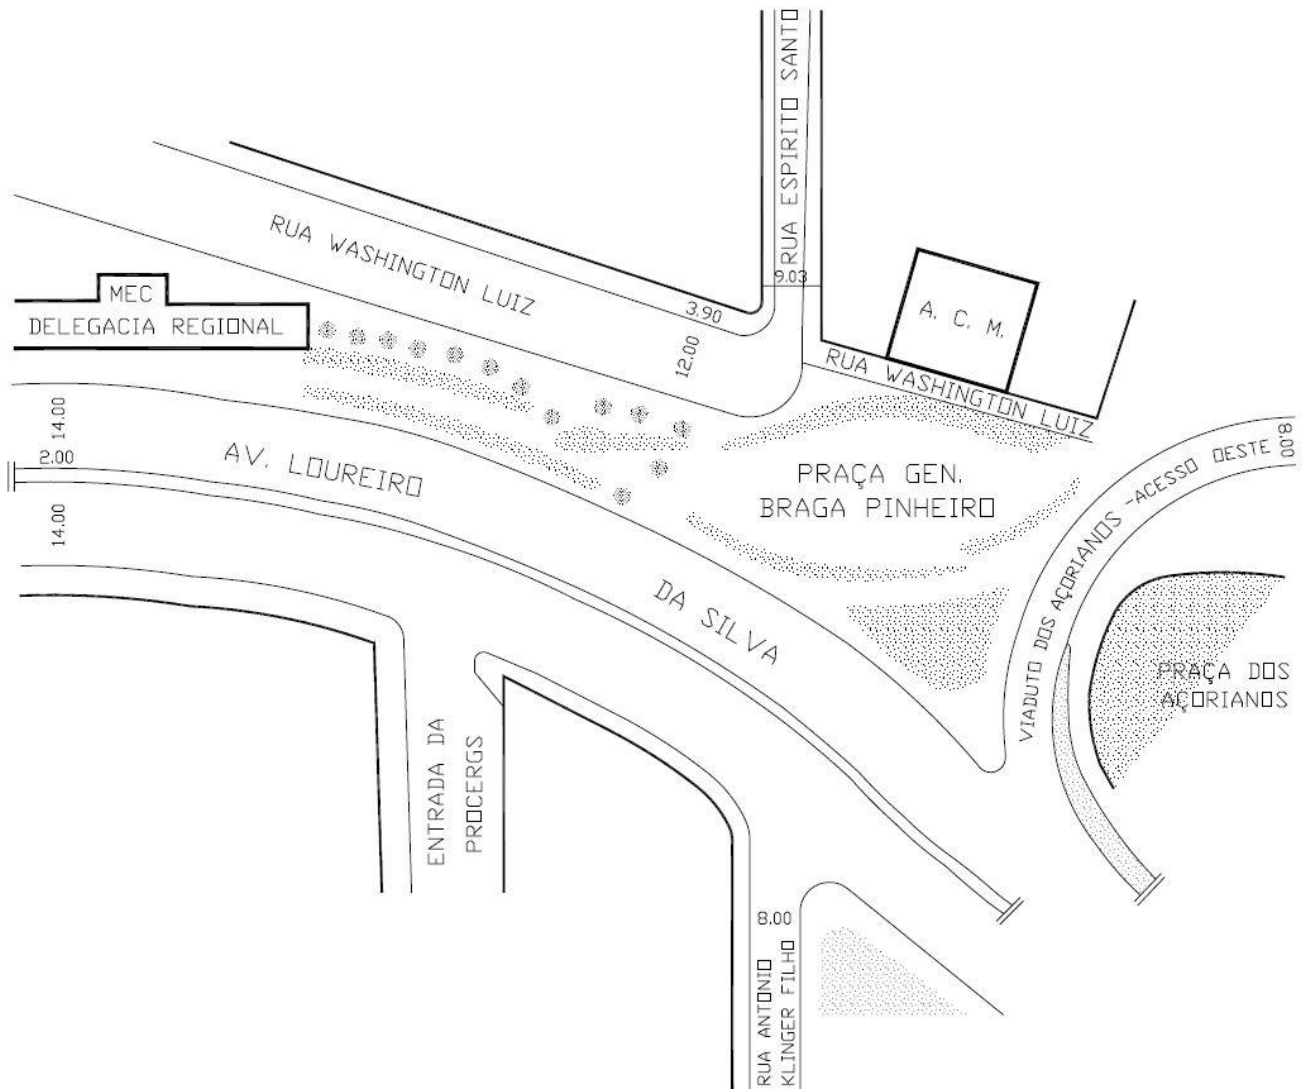 RUA ESPIRITO SANTO
9.03
RUA WASHINGTON LUIZ
3.90
12.00
MEC
DELEGACIA REGIONAL
A. C. M.
RUA WASHINGTON LUIZ
14.00
2.00
14.00
AV. LOUREIRO
DA SILVA
PRAÇA GEN.
BRAGA PINHEIRO
VIADUTO DOS AÇORIANOS -ACESSO OESTE
8.00
PRAÇA DOS
AÇORIANOS
ENTRADA DA
PROCERGS
8.00
RUA ANTONIO
KLINGER FILHO